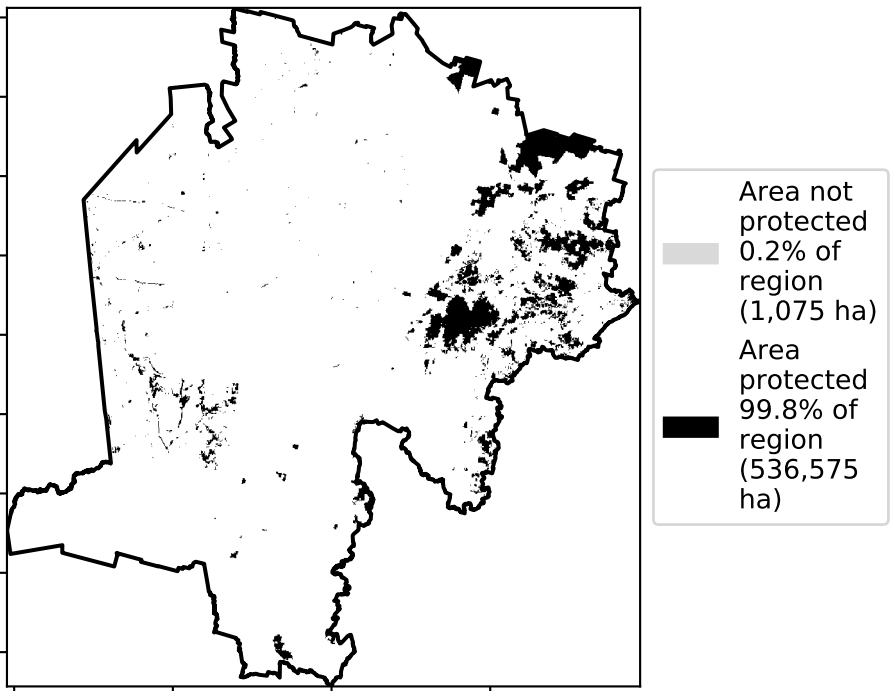 Area not
protected
0.2% of
region
(1,075 ha)
Area
protected
99.8% of
region
(536,575
ha)